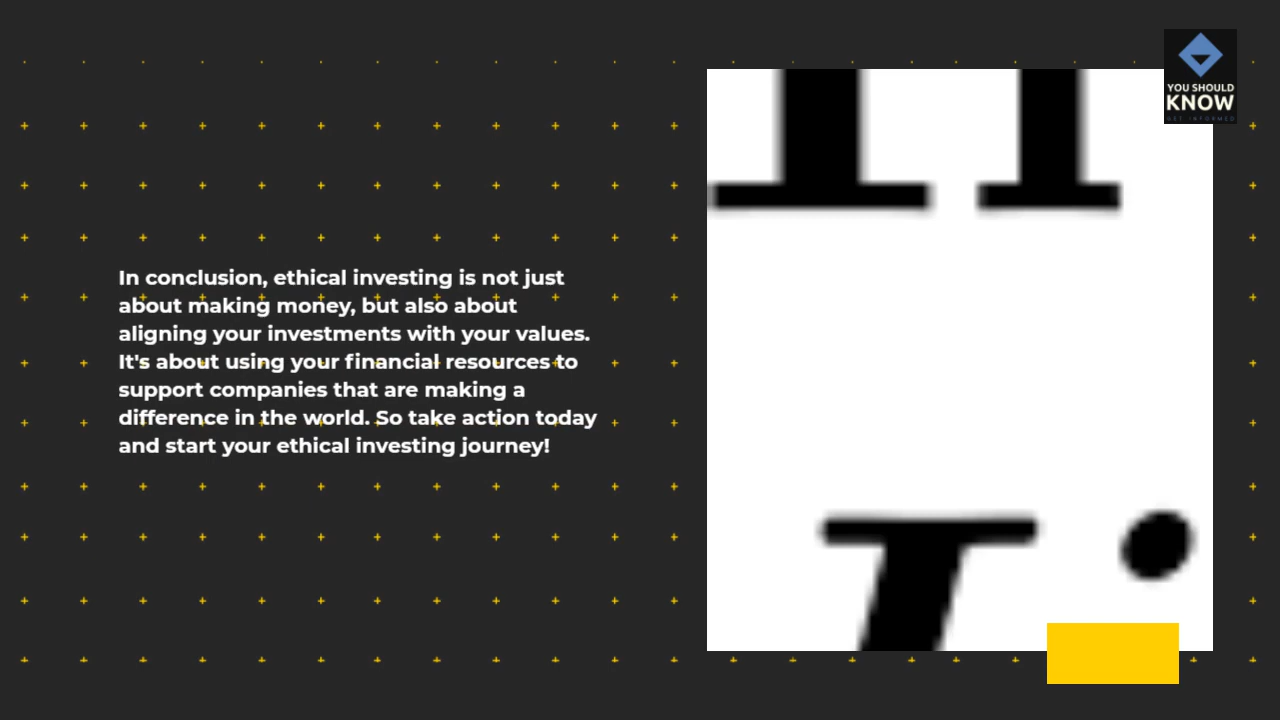 In conclusion, ethical investing is not just
about making money, but also about
aligning your investments with your values.
It's about using your financial resources to
support companies that are making a
difference in the world. So take action today
and start your ethical investing journey!
YOU SHOULD
KNOW
GET INFORMED